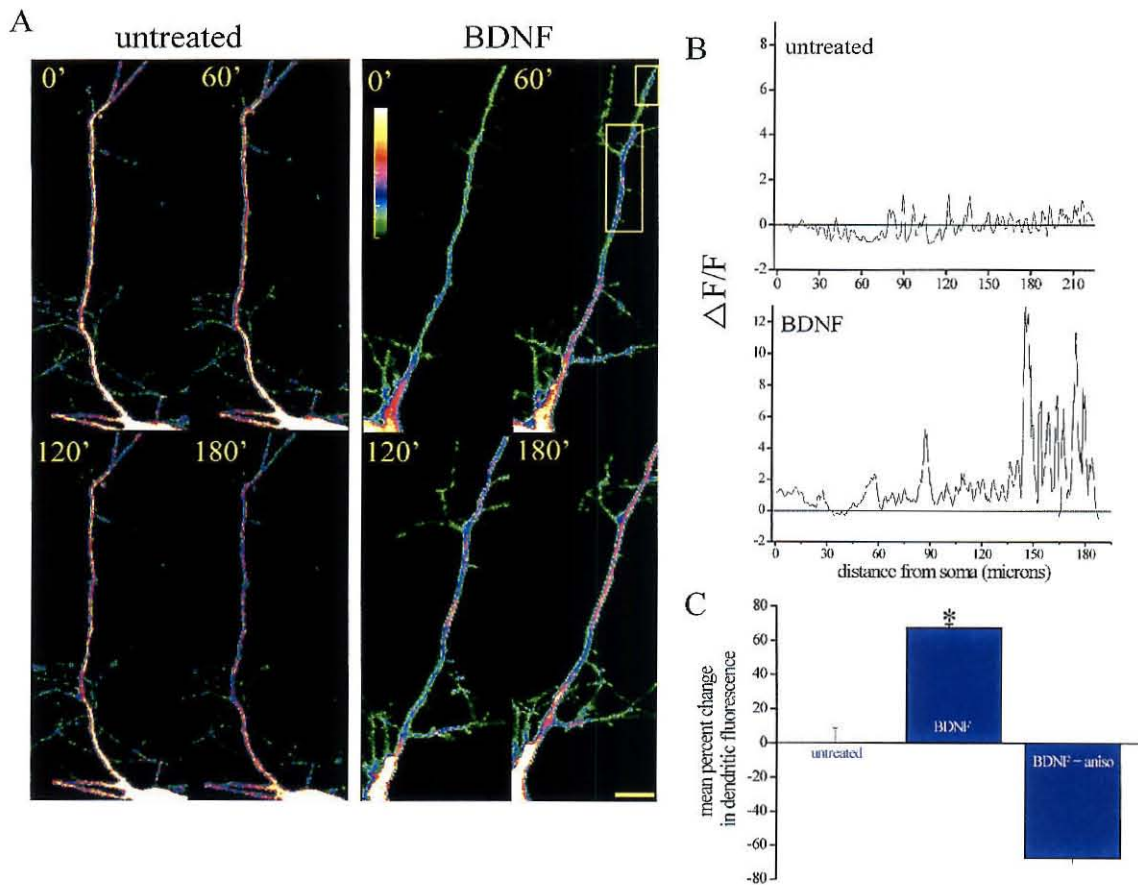 A
untreated
BDNF
0'
60'
0'
60'
120'
180'
120'
180'
B
untreated
8
6
4
2
0
-2
0 30 60 90 120 150 180 210
ΔF/F
BDNF
12
10
8
6
4
2
0
-2
0 30 60 90 120 150 180
distance from soma (microns)
C
mean percent change
in dendritic fluorescence
80
60
40
20
0
-20
-40
-60
-80
*
untreated
BDNF
BDNF - aniso